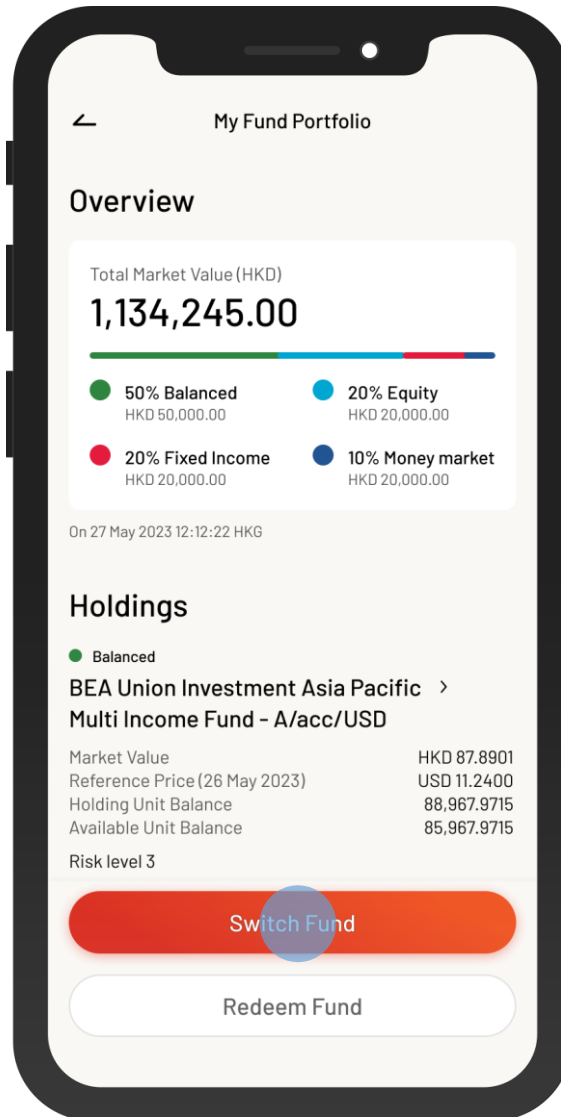 My Fund Portfolio
Overview
Total Market Value (HKD)
1,134,245.00
50% Balanced
HKD 50,000.00
20% Equity
HKD 20,000.00
20% Fixed Income
HKD 20,000.00
10% Money market
HKD 20,000.00
On 27 May 2023 12:12:22 HKG
Holdings
Balanced
BEA Union Investment Asia Pacific
Multi Income Fund - A/acc/USD
Market Value HKD 87.8901
Reference Price (26 May 2023) USD 11.2400
Holding Unit Balance 88,967.9715
Available Unit Balance 85,967.9715
Risk level 3
Switch Fund
Redeem Fund